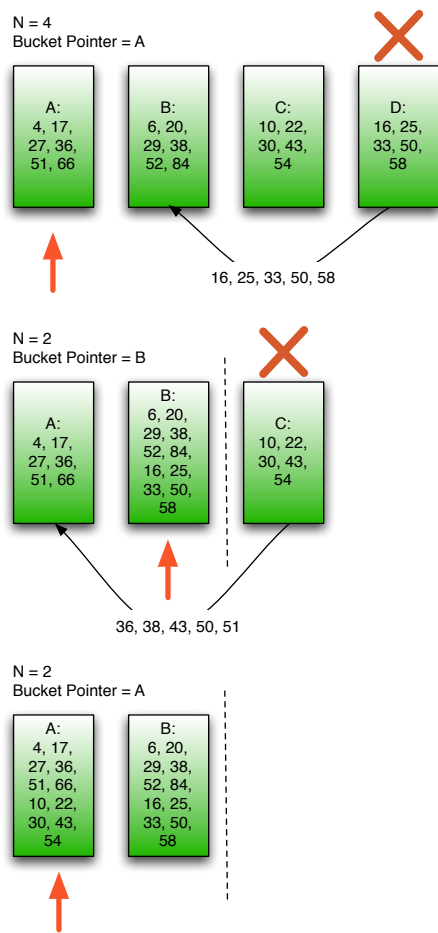 N = 4
Bucket Pointer = A
A:
4, 17,
27, 36,
51, 66
B:
6, 20,
29, 38,
52, 84
C:
10, 22,
30, 43,
54
D:
16, 25,
33, 50,
58
16, 25, 33, 50, 58
N = 2
Bucket Pointer = B
A:
4, 17,
27, 36,
51, 66
B:
6, 20,
29, 38,
52, 84,
16, 25,
33, 50,
58
C:
10, 22,
30, 43,
54
36, 38, 43, 50, 51
N = 2
Bucket Pointer = A
A:
4, 17,
27, 36,
51, 66,
10, 22,
30, 43,
54
B:
6, 20,
29, 38,
52, 84,
16, 25,
33, 50,
58